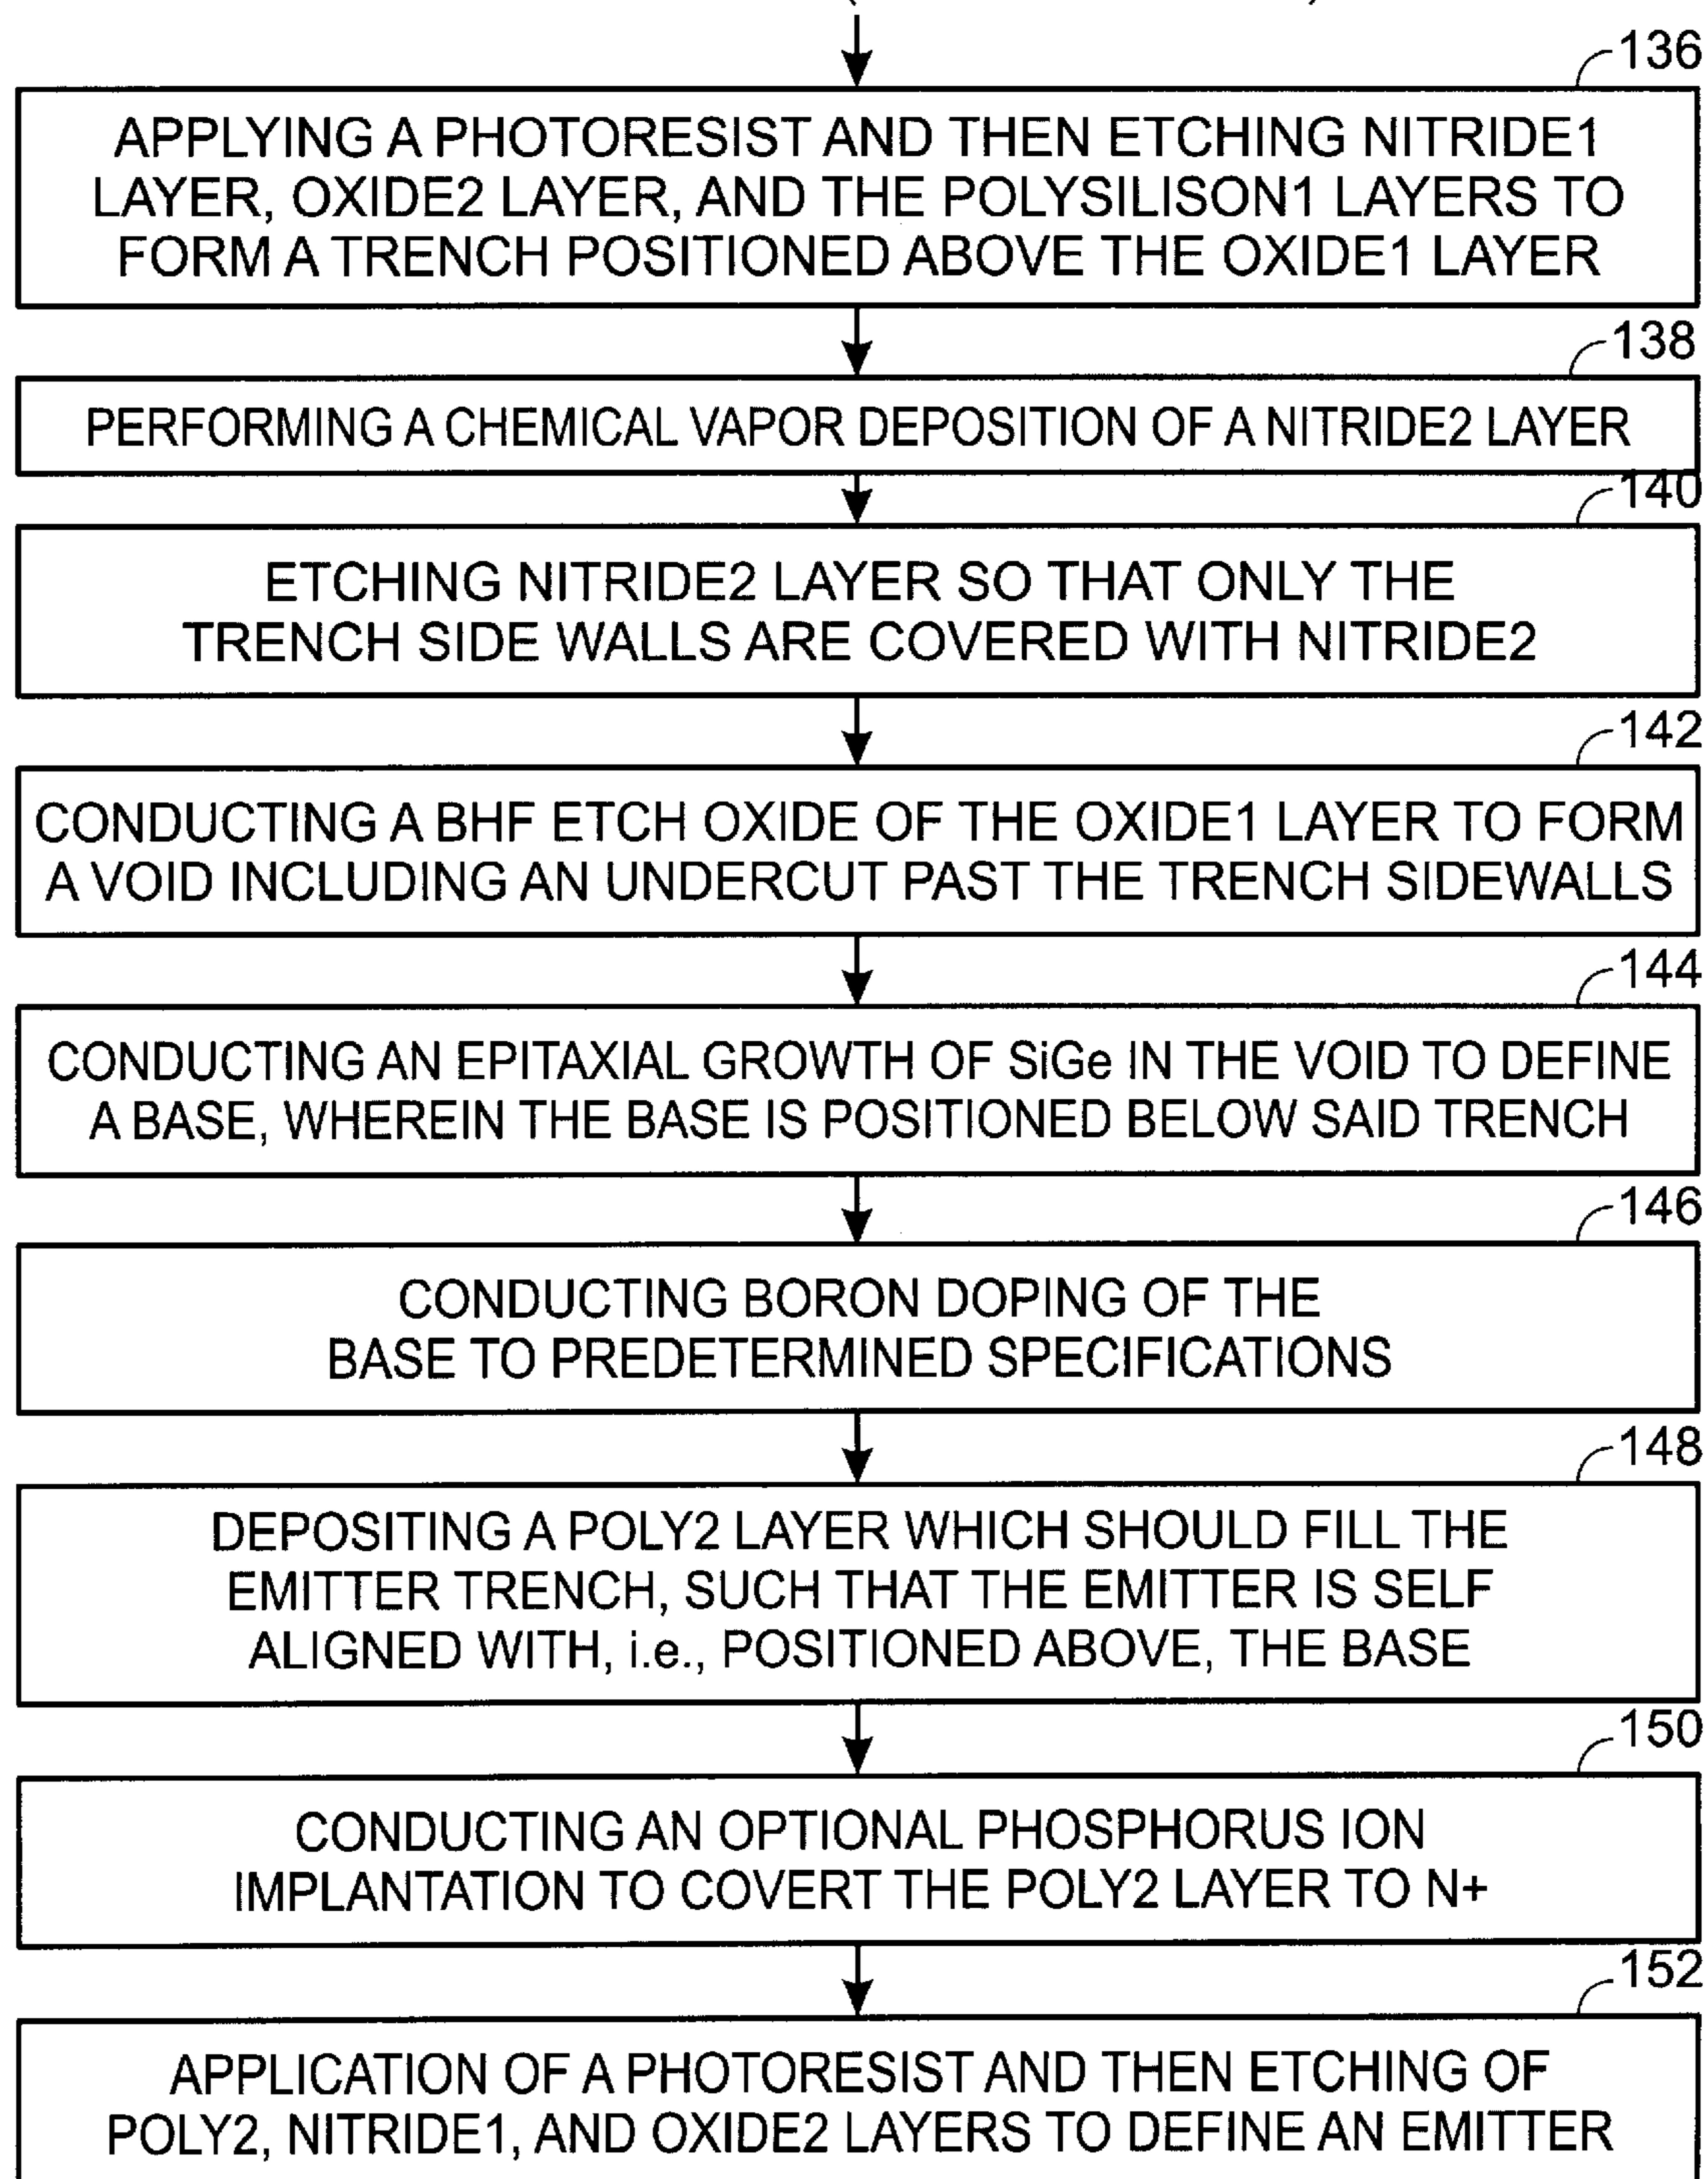 136
APPLYING A PHOTORESIST AND THEN ETCHING NITRIDE1
LAYER, OXIDE2 LAYER, AND THE POLYSILISON1 LAYERS TO
FORM A TRENCH POSITIONED ABOVE THE OXIDE1 LAYER
138
PERFORMING A CHEMICAL VAPOR DEPOSITION OF A NITRIDE2 LAYER
140
ETCHING NITRIDE2 LAYER SO THAT ONLY THE
TRENCH SIDE WALLS ARE COVERED WITH NITRIDE2
142
CONDUCTING A BHF ETCH OXIDE OF THE OXIDE1 LAYER TO FORM
A VOID INCLUDING AN UNDERCUT PAST THE TRENCH SIDEWALLS
144
CONDUCTING AN EPITAXIAL GROWTH OF SiGe IN THE VOID TO DEFINE
A BASE, WHEREIN THE BASE IS POSITIONED BELOW SAID TRENCH
146
CONDUCTING BORON DOPING OF THE
BASE TO PREDETERMINED SPECIFICATIONS
148
DEPOSITING A POLY2 LAYER WHICH SHOULD FILL THE
EMITTER TRENCH, SUCH THAT THE EMITTER IS SELF
ALIGNED WITH, i.e., POSITIONED ABOVE, THE BASE
150
CONDUCTING AN OPTIONAL PHOSPHORUS ION
IMPLANTATION TO COVERT THE POLY2 LAYER TO N+
152
APPLICATION OF A PHOTORESIST AND THEN ETCHING OF
POLY2, NITRIDE1, AND OXIDE2 LAYERS TO DEFINE AN EMITTER